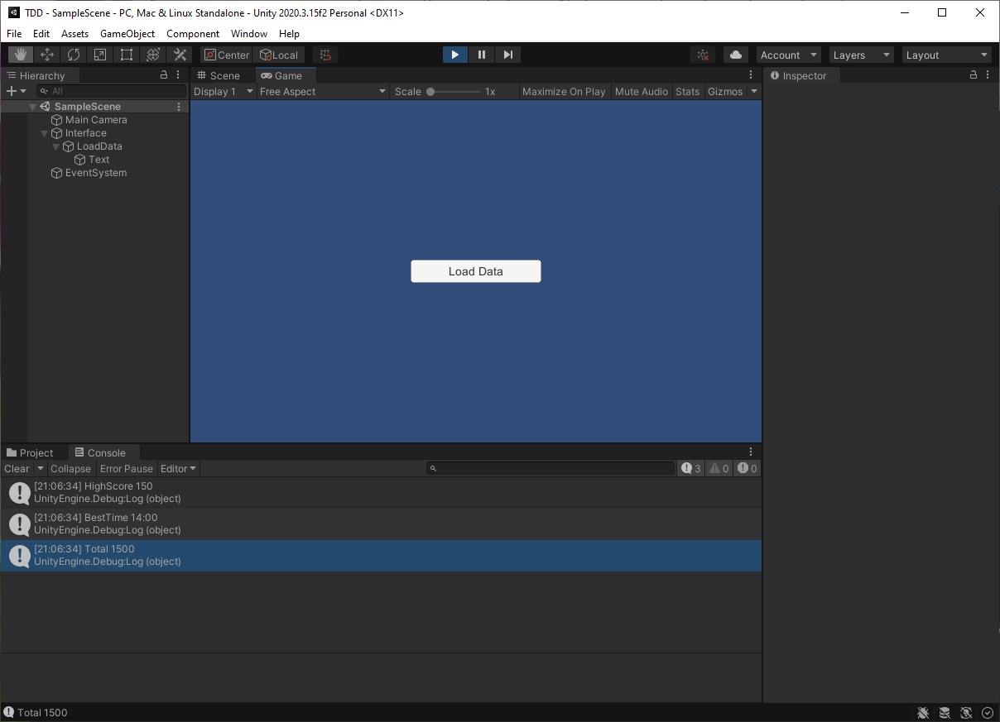 TDD - SampleScene - PC, Mac & Linux Standalone - Unity 2020.3.15f2 Personal <DX11>
File Edit Assets GameObject Component Window Help
Center Local Account Layers Layout
Hierarchy
All
SampleScene
Main Camera
Interface
LoadData
Text
EventSystem
Scene Game
Display 1 Free Aspect Scale 1x Maximize On Play Mute Audio Stats Gizmos
Load Data
Inspector
Project Console
Clear Collapse Error Pause Editor 3 0 0
[21:06:34] HighScore 150
UnityEngine.Debug:Log (object)
[21:06:34] BestTime 14:00
UnityEngine.Debug:Log (object)
[21:06:34] Total 1500
UnityEngine.Debug:Log (object)
Total 1500